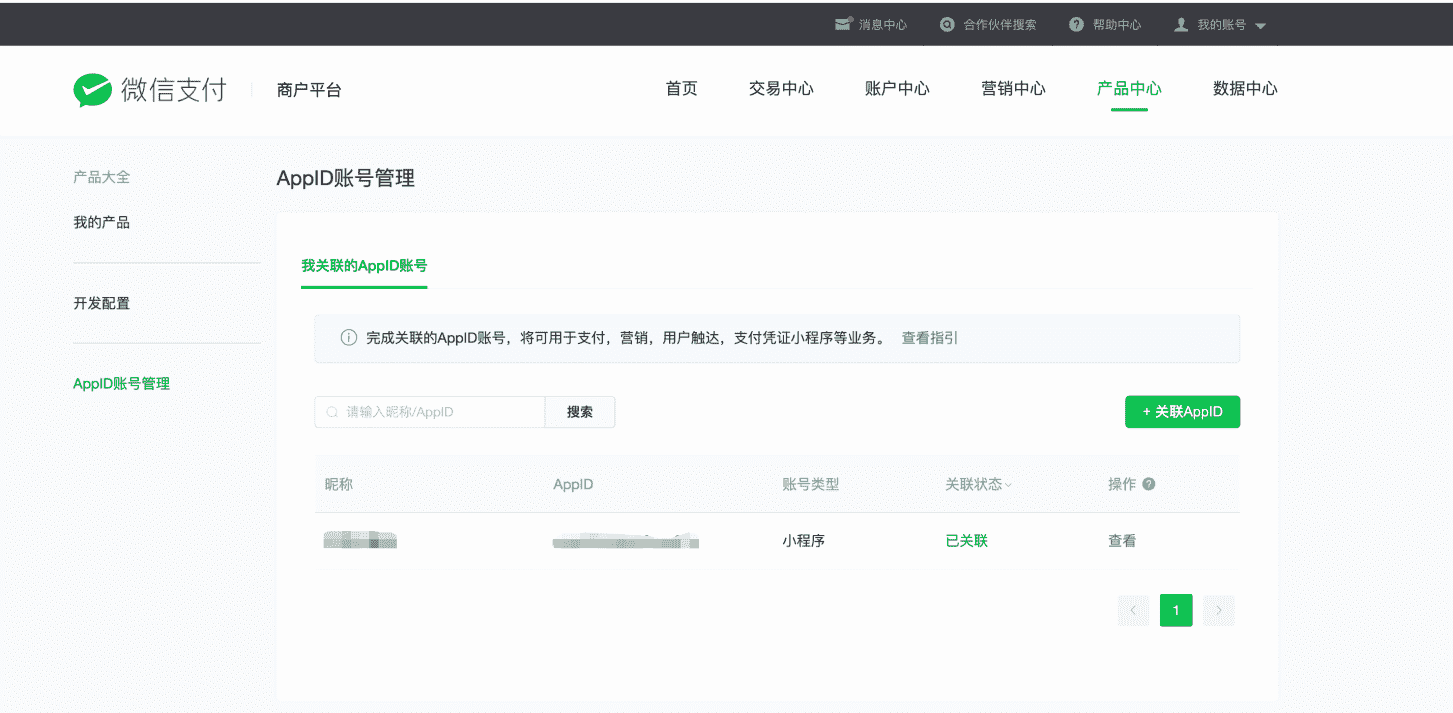 消息中心 合作伙伴搜索 帮助中心 我的账号
微信支付 商户平台 首页 交易中心 账户中心 营销中心 产品中心 数据中心
产品大全
我的产品
开发配置
AppID账号管理
AppID账号管理
我关联的AppID账号
完成关联的AppID账号，将可用于支付，营销，用户触达，支付凭证小程序等业务。 查看指引
请输入昵称/AppID 搜索 + 关联AppID
昵称 AppID 账号类型 关联状态 操作
小程序 已关联 查看
1